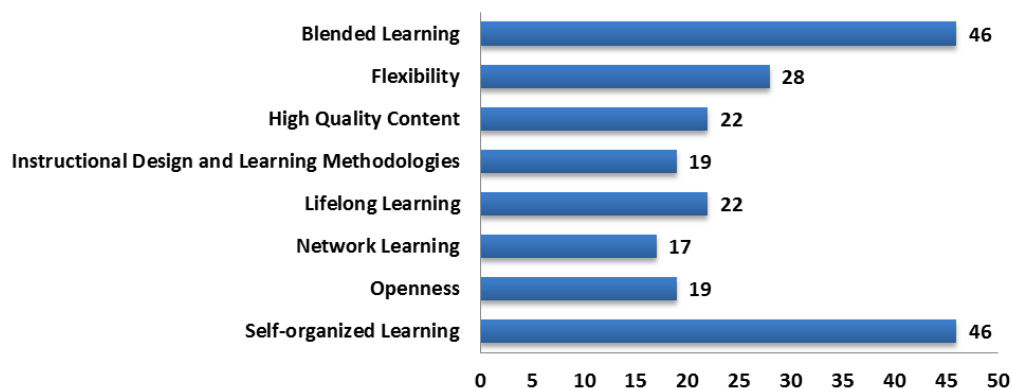 Blended Learning 46
Flexibility 28
High Quality Content 22
Instructional Design and Learning Methodologies 19
Lifelong Learning 22
Network Learning 17
Openness 19
Self-organized Learning 46
0 5 10 15 20 25 30 35 40 45 50